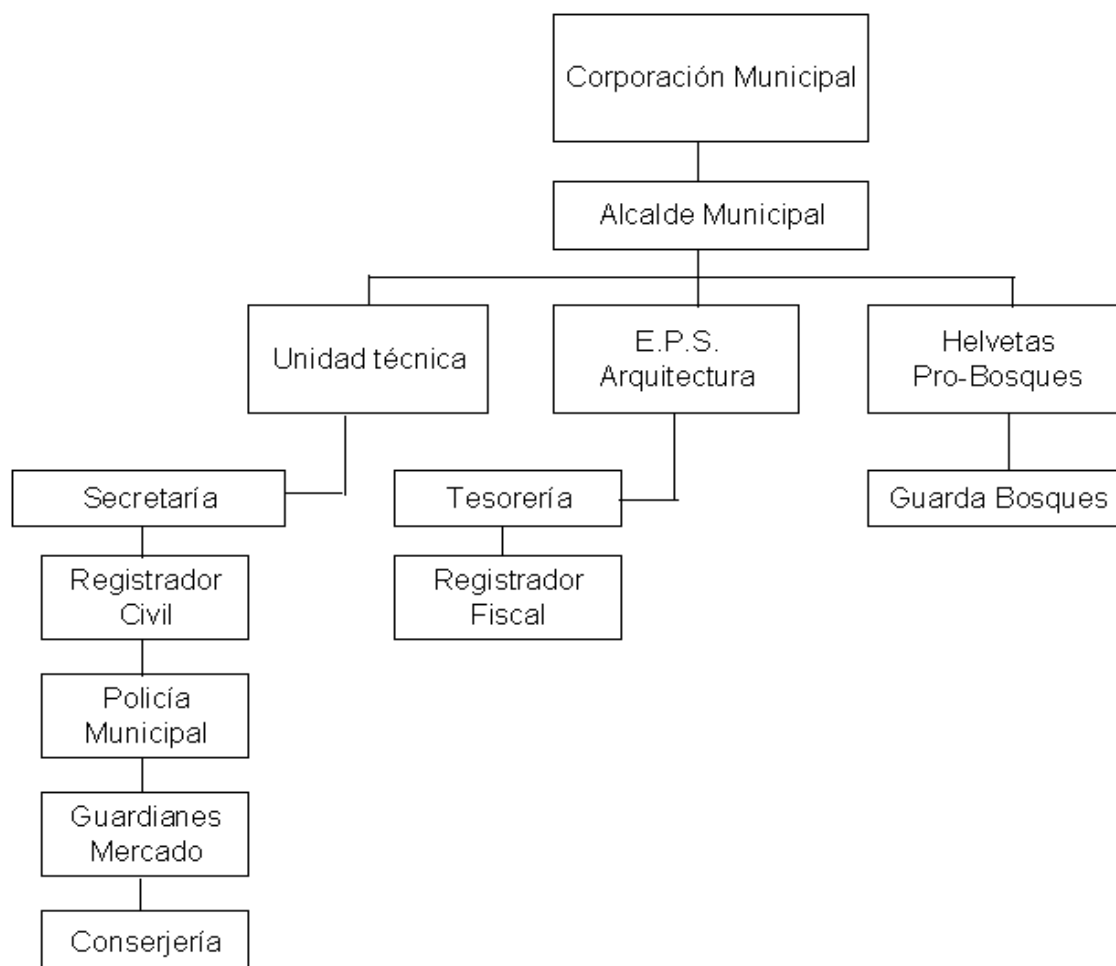 Corporación Municipal
Alcalde Municipal
Unidad técnica
E.P.S.
Arquitectura
Helvetas
Pro-Bosques
Secretaría
Tesorería
Guarda Bosques
Registrador
Civil
Registrador
Fiscal
Policía
Municipal
Guardianes
Mercado
Conserjería